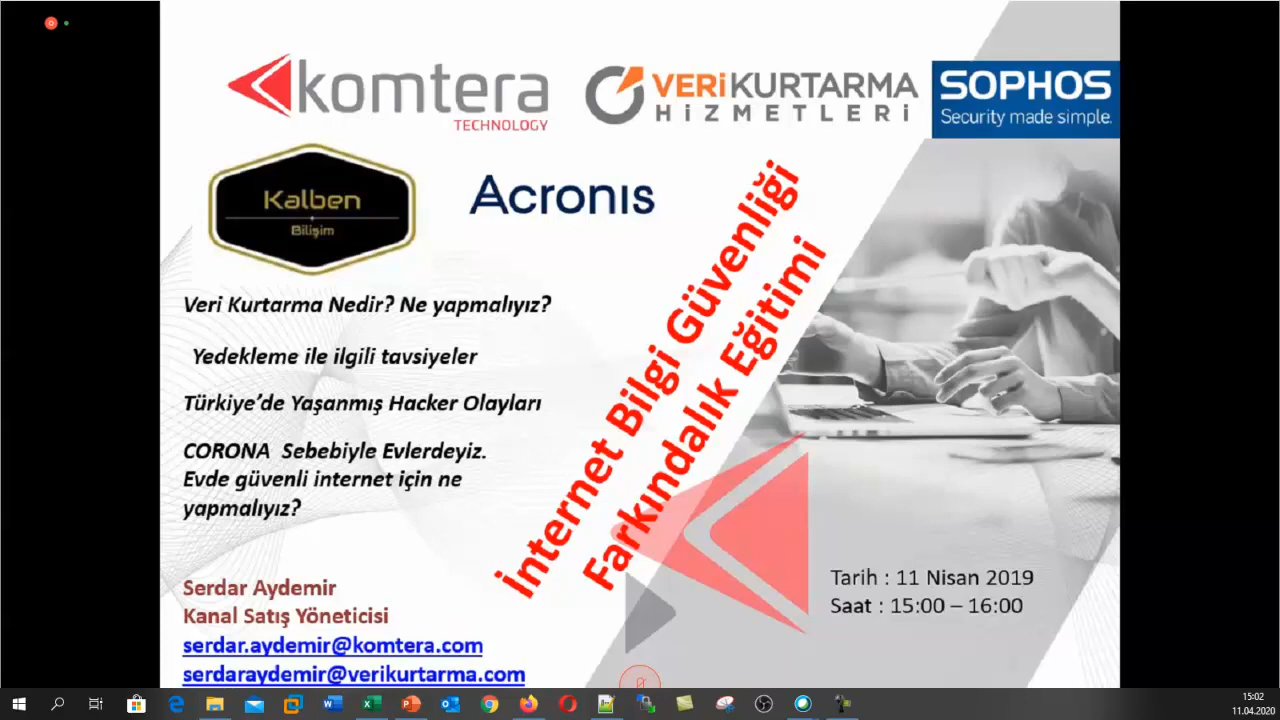 komtera
TECHNOLOGY
VERİKURTARMA
HİZMETLERİ
SOPHOS
Security made simple.
Kalben
Bilişim
Acronis
İnternet Bilgi Güvenliği
Farkındalık Eğitimi
Veri Kurtarma Nedir? Ne yapmalıyız?
Yedekleme ile ilgili tavsiyeler
Türkiye’de Yaşanmış Hacker Olayları
CORONA Sebebiyle Evlerdeyiz.
Evde güvenli internet için ne
yapmalıyız?
Serdar Aydemir
Kanal Satış Yöneticisi
serdar.aydemir@komtera.com
serdaraydemir@verikurtarma.com
Tarih : 11 Nisan 2019
Saat : 15:00 – 16:00
15:02
11.04.2020